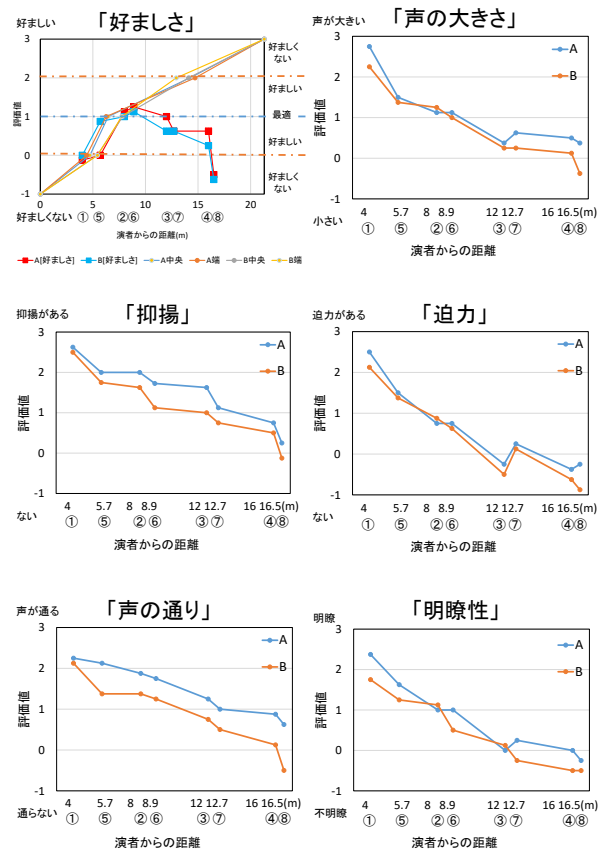 好ましい
「好ましさ」
3
2
1
0
-1
評価値
好ましくない
好ましい
最適
好ましい
好ましくない
0 5 10 15 20
好ましくない ① ⑤ ②⑥ ③⑦ ④⑧
演者からの距離(m)
A[好ましさ] B[好ましさ] A中央 A端 B中央 B端
声が大きい
「声の大きさ」
3
2
1
0
-1
評価値
A
B
4 5.7 8 8.9 12 12.7 16 16.5(m)
小さい ① ⑤ ②⑥ ③⑦ ④⑧
演者からの距離
抑揚がある
「抑揚」
3
2
1
0
-1
評価値
A
B
4 5.7 8 8.9 12 12.7 16 16.5(m)
ない ① ⑤ ②⑥ ③⑦ ④⑧
演者からの距離
迫力がある
「迫力」
3
2
1
0
-1
評価値
A
B
4 5.7 8 8.9 12 12.7 16 16.5(m)
ない ① ⑤ ②⑥ ③⑦ ④⑧
演者からの距離
声が通る
「声の通り」
3
2
1
0
-1
評価値
A
B
4 5.7 8 8.9 12 12.7 16 16.5(m)
通らない ① ⑤ ②⑥ ③⑦ ④⑧
演者からの距離
明瞭
「明瞭性」
3
2
1
0
-1
評価値
A
B
4 5.7 8 8.9 12 12.7 16 16.5(m)
不明瞭 ① ⑤ ②⑥ ③⑦ ④⑧
演者からの距離